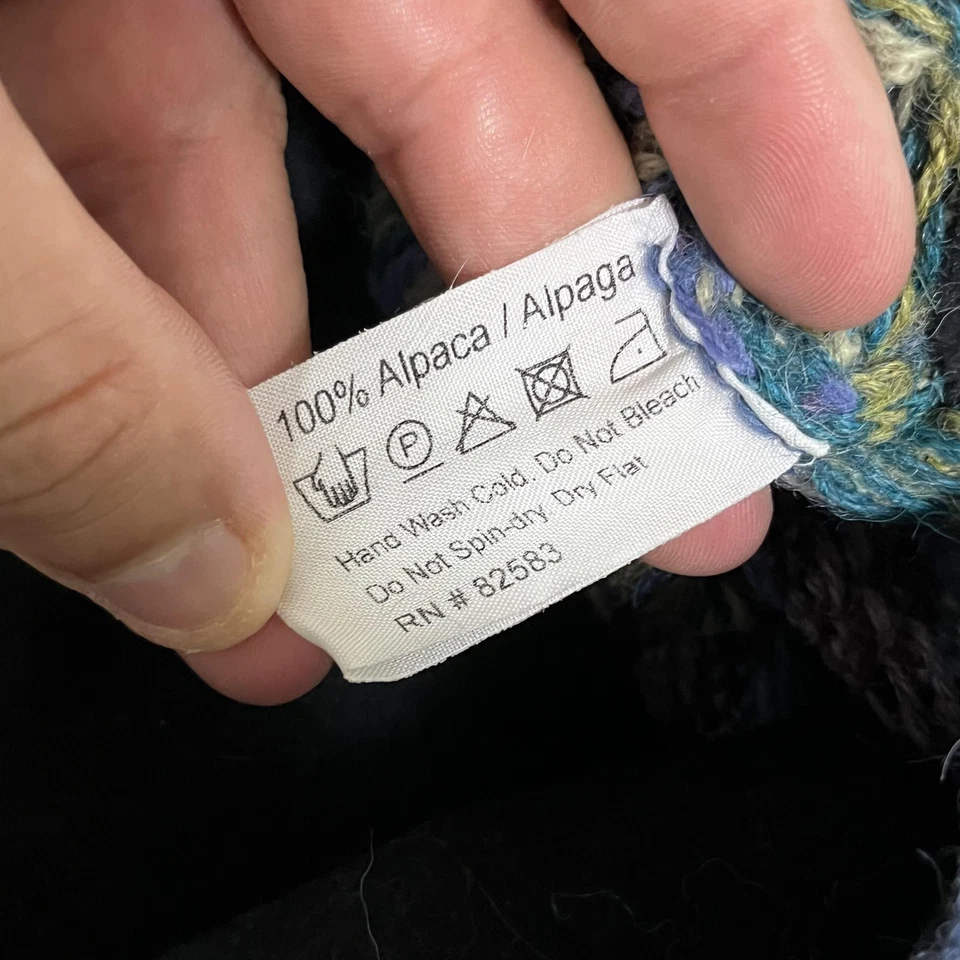 100% Alpaca / Alpaga
P
Hand Wash Cold. Do Not Bleach
Do Not Spin-dry Dry Flat
RN # 82583